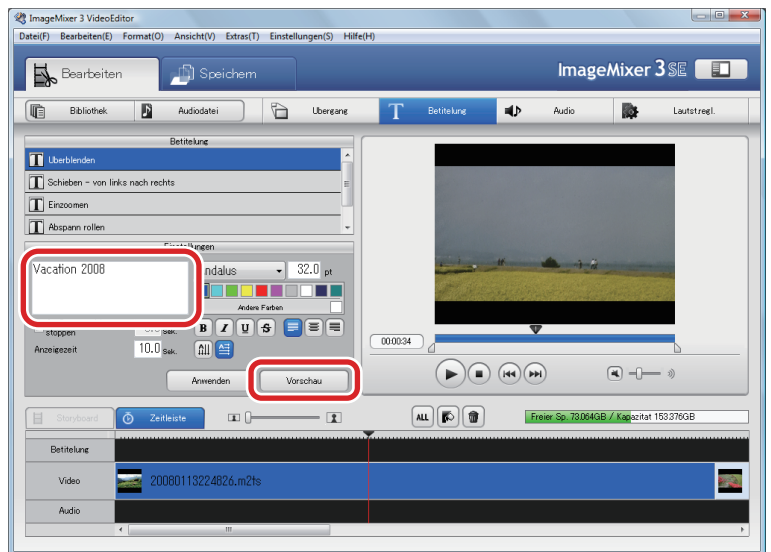 ImageMixer 3 VideoEditor
Datei(F) Bearbeiten(E) Format(O) Ansicht(V) Extras(T) Einstellungen(S) Hilfe(H)
Bearbeiten Speichern ImageMixer 3 SE
Bibliothek Audiodatei Übergang T Betitelung Audio Lautstregl.
Betitelung
T Überblenden
T Schieben - von links nach rechts
T Einzoomen
T Abspann rollen
Vacation 2008 ndalus 32.0 pt
Andere Farben
stoppen Sek. B I U S
Anzeigezeit 10.0 Sek.
Anwenden Vorschau
00:00:34
Storyboard Zeitleiste ALL Freier Sp. 73.064GB / Kapazitat 153.376GB
Betitelung
Video 20080113224826.m2ts
Audio